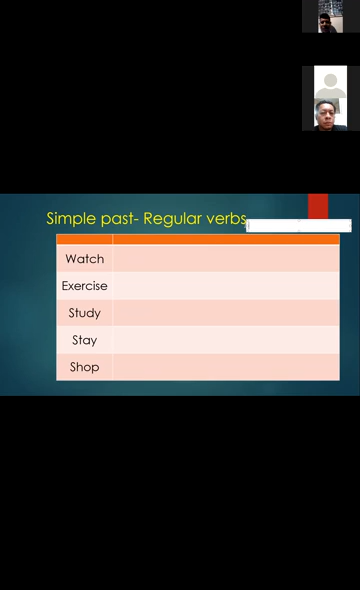 Simple past- Regular verbs
Watch
Exercise
Study
Stay
Shop